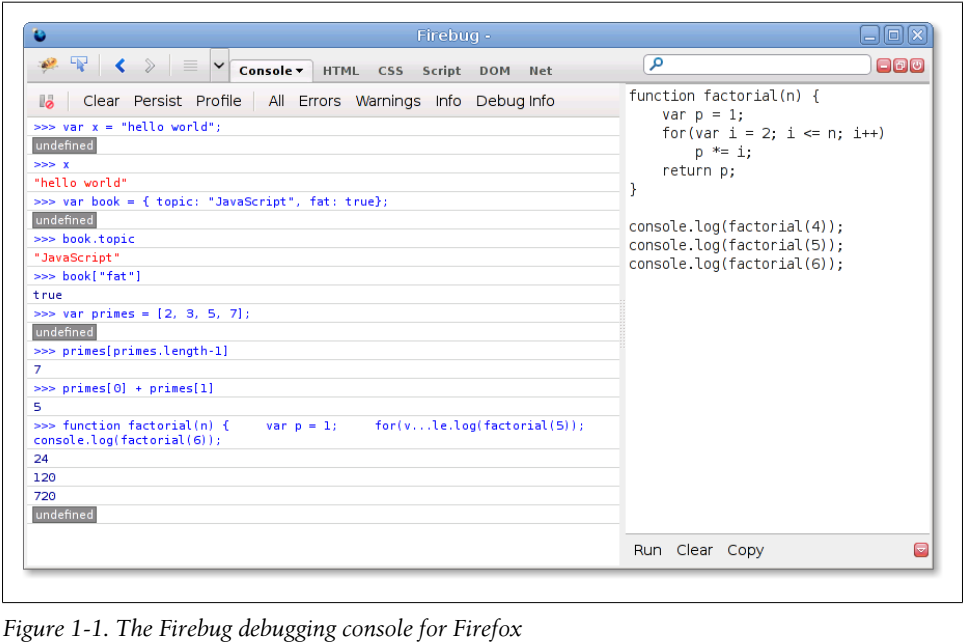 Firebug -
Console HTML CSS Script DOM Net
Clear Persist Profile All Errors Warnings Info Debug Info
>>> var x = "hello world";
undefined
>>> x
"hello world"
>>> var book = { topic: "JavaScript", fat: true};
undefined
>>> book.topic
"JavaScript"
>>> book["fat"]
true
>>> var primes = [2, 3, 5, 7];
undefined
>>> primes[primes.length-1]
7
>>> primes[0] + primes[1]
5
>>> function factorial(n) {     var p = 1;     for(v...le.log(factorial(5));
console.log(factorial(6));
24
120
720
undefined
function factorial(n) {
    var p = 1;
    for(var i = 2; i <= n; i++)
        p *= i;
    return p;
}
console.log(factorial(4));
console.log(factorial(5));
console.log(factorial(6));
Run Clear Copy
Figure 1-1. The Firebug debugging console for Firefox